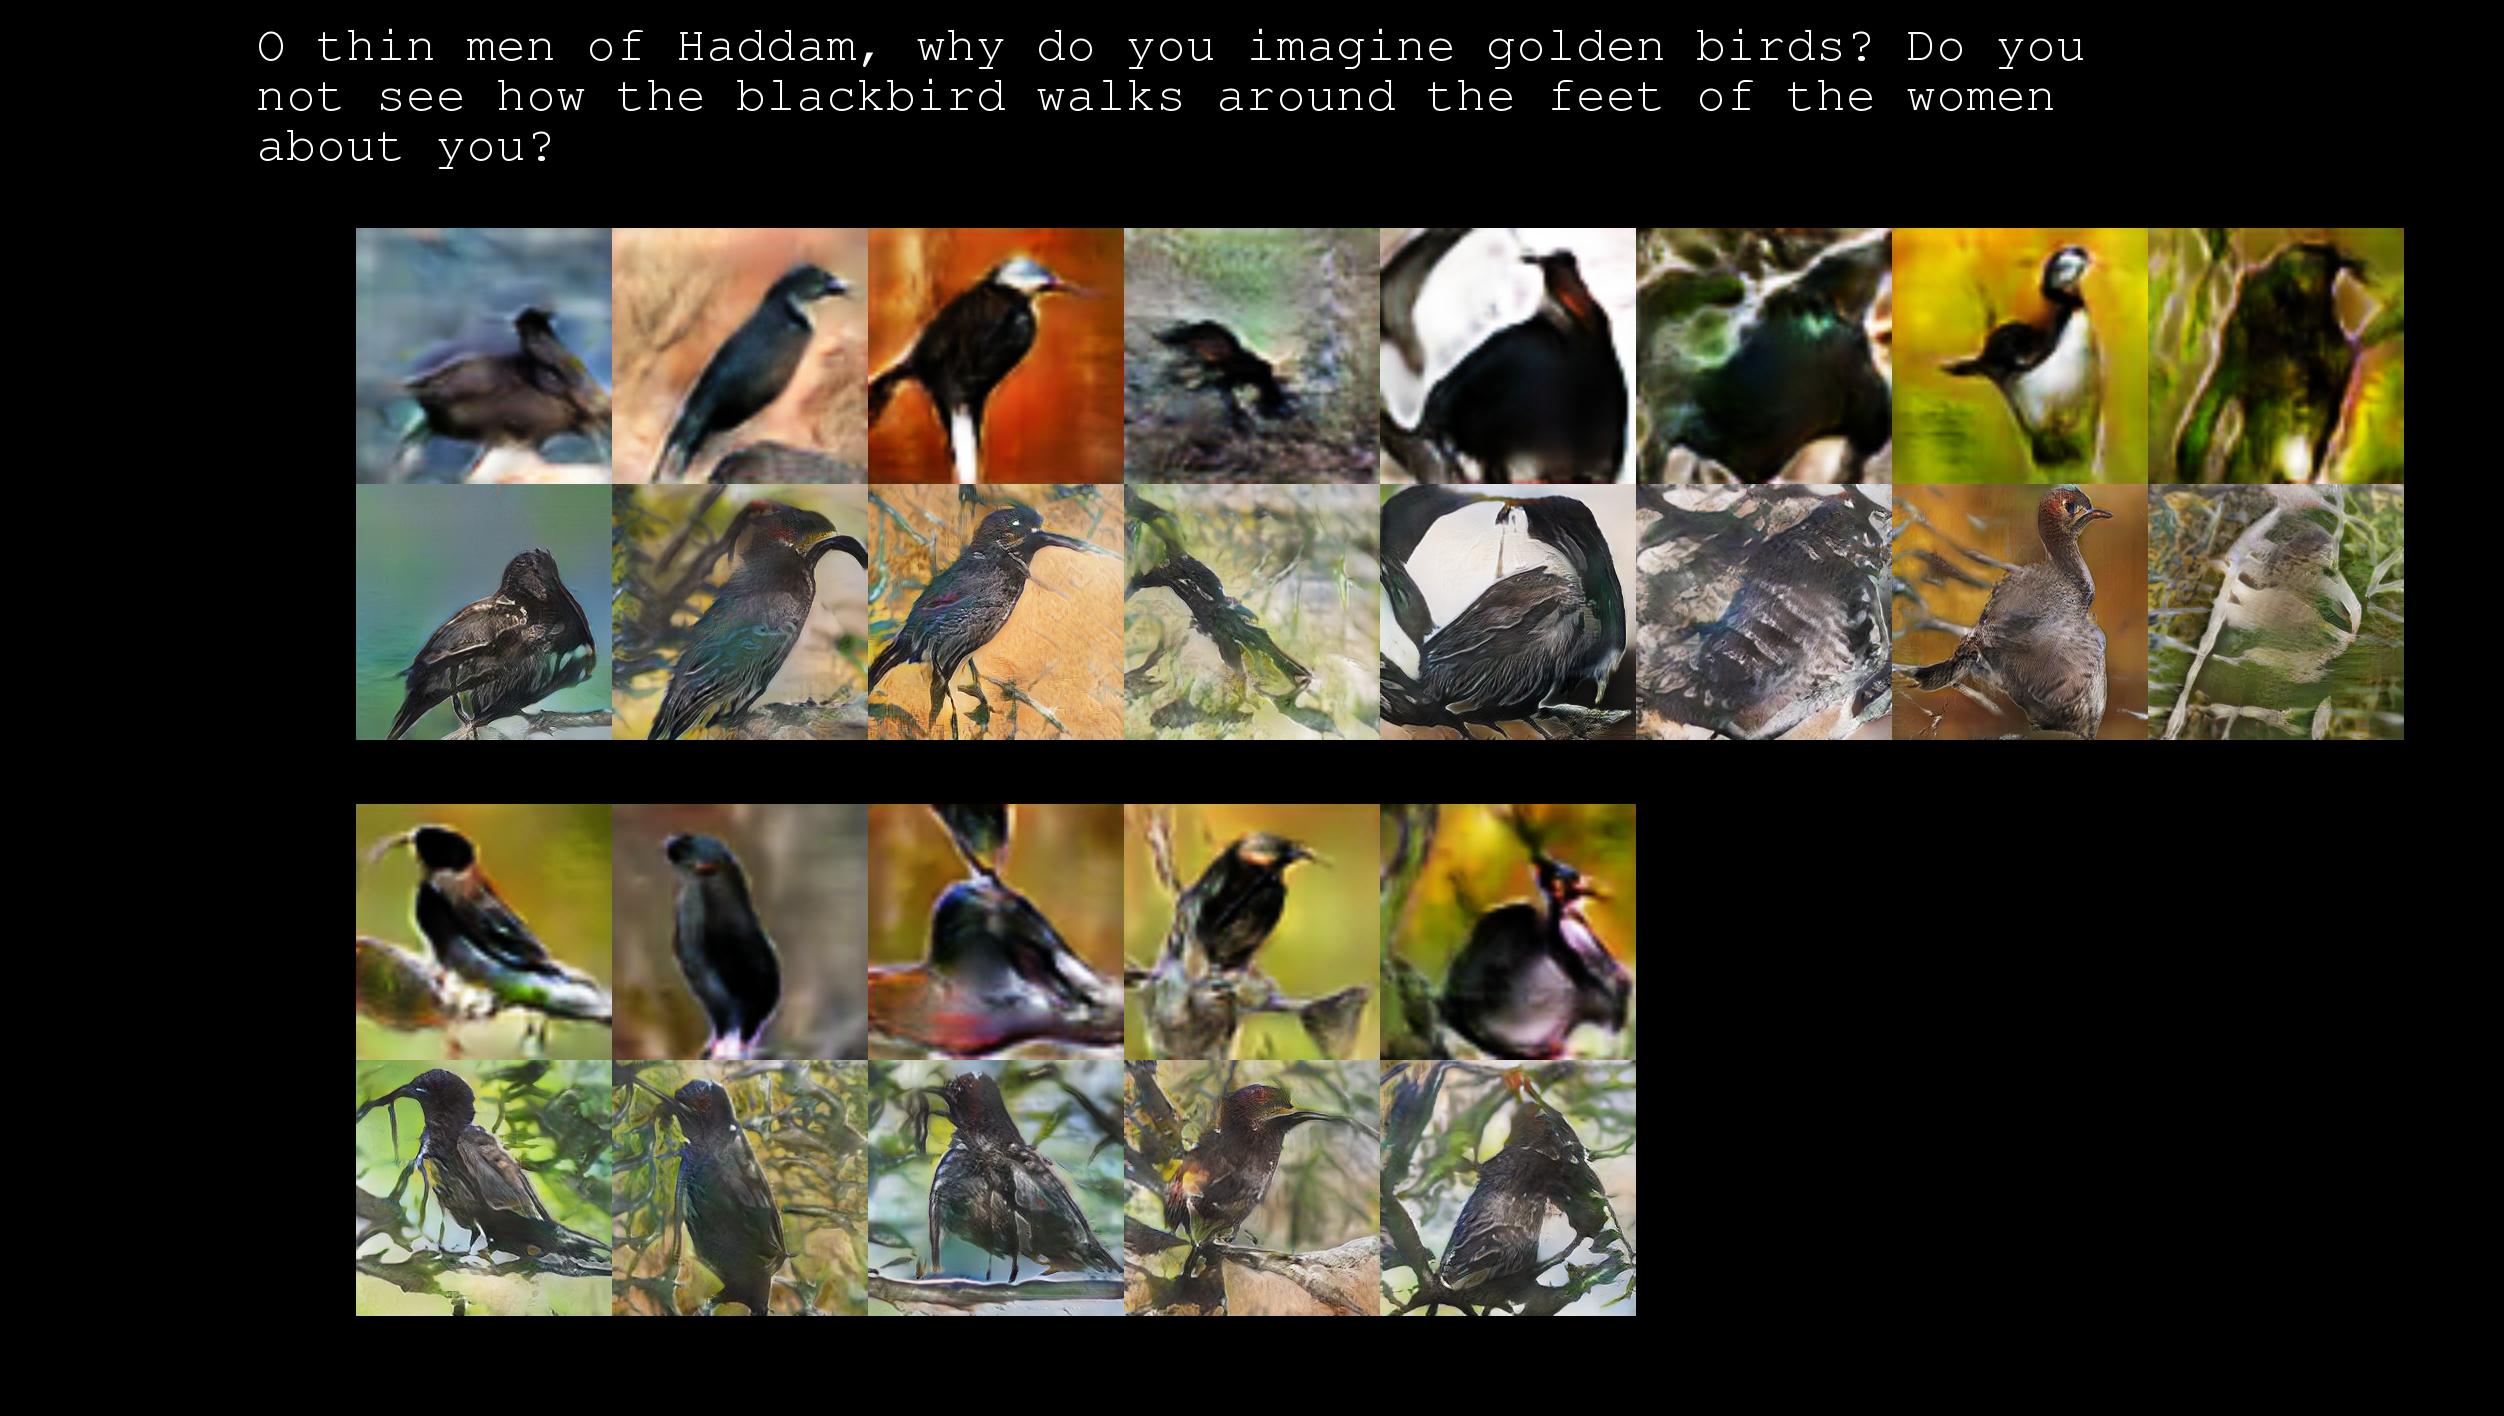 O thin men of Haddam, why do you imagine golden birds? Do you
not see how the blackbird walks around the feet of the women
about you?